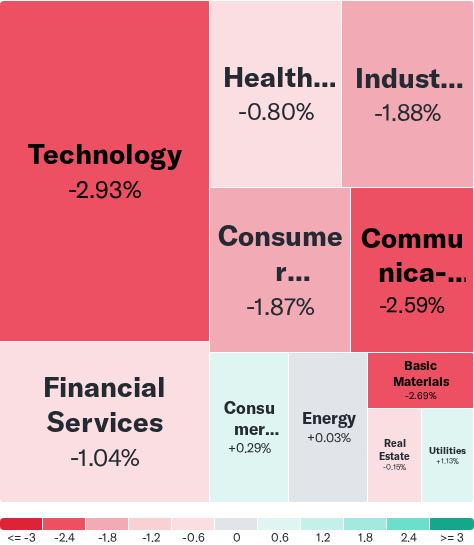 Technology
-2.93%
Health...
-0.80%
Indust...
-1.88%
Consume
r...
-1.87%
Commu
nica-...
-2.59%
Financial
Services
-1.04%
Consu
mer...
+0.29%
Energy
+0.03%
Basic
Materials
-2.69%
Real
Estate
-0.15%
Utilities
+1.13%
<= -3 -2.4 -1.8 -1.2 -0.6 0 0.6 1.2 1.8 2.4 >= 3